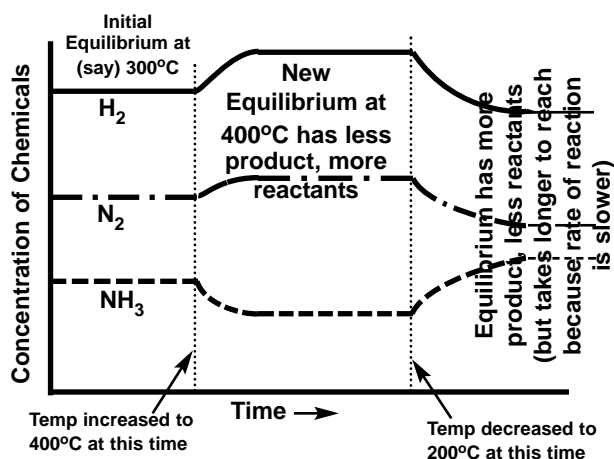 Initial
Equilibrium at
(say) 300°C
H₂
N₂
NH₃
New
Equilibrium at
400°C has less
product, more
reactants
Equilibrium has more
product, less reactants
(but takes longer to reach
because rate of reaction
is slower)
Concentration of Chemicals
Time
Temp increased to
400°C at this time
Temp decreased to
200°C at this time